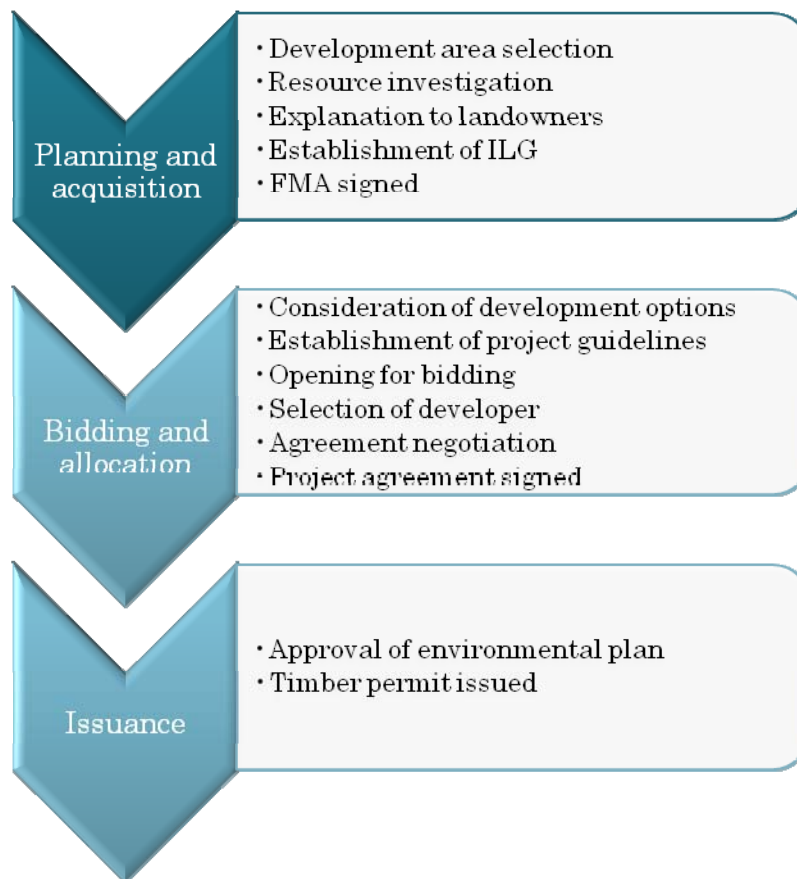 Planning and
acquisition
・Development area selection
・Resource investigation
・Explanation to landowners
・Establishment of ILG
・FMA signed
Bidding and
allocation
・Consideration of development options
・Establishment of project guidelines
・Opening for bidding
・Selection of developer
・Agreement negotiation
・Project agreement signed
Issuance
・Approval of environmental plan
・Timber permit issued